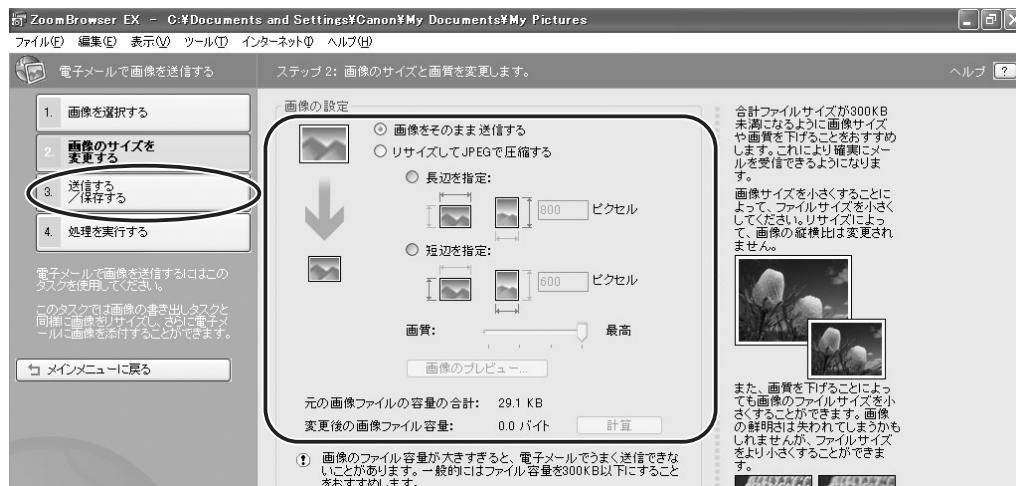 ZoomBrowser EX - C:¥Documents and Settings¥Canon¥My Documents¥My Pictures
ファイル(F) 編集(E) 表示(V) ツール(T) インターネット(I) ヘルプ(H)
電子メールで画像を送信する
ステップ 2: 画像のサイズと画質を変更します。
ヘルプ ?
1. 画像を選択する
2. 画像のサイズを
変更する
3. 送信する
/保存する
4. 処理を実行する
電子メールで画像を送信するにはこの
タスクを使用してください。
このタスクでは画像の書き出しタスクと
同様に画像をリサイズし、さらに電子メ
ールに画像を添付することができます。
メインメニューに戻る
画像の設定
画像をそのまま送信する
リサイズしてJPEGで圧縮する
長辺を指定:
800 ピクセル
短辺を指定:
600 ピクセル
画質: 最高
画像のプレビュー...
元の画像ファイルの容量の合計: 29.1 KB
変更後の画像ファイル容量: 0.0 バイト 計算
画像のファイル容量が大きすぎると、電子メールでうまく送信できな
いことがあります。一般的にはファイル容量を300KB以下にすること
をおすすめします。
合計ファイルサイズが300KB
未満になるように画像サイズ
や画質を下げることをおすすめ
します。これにより確実にメー
ルを受信できるようになりま
す。
画像サイズを小さくすることに
よって、ファイルサイズを小さく
してください。リサイズによっ
て、画像の縦横比は変更され
ません。
また、画質を下げることによっ
ても画像のファイルサイズを小
さくすることができます。画像
の鮮明さは失われてしまうかも
しれませんが、ファイルサイズ
をより小さくすることができま
す。